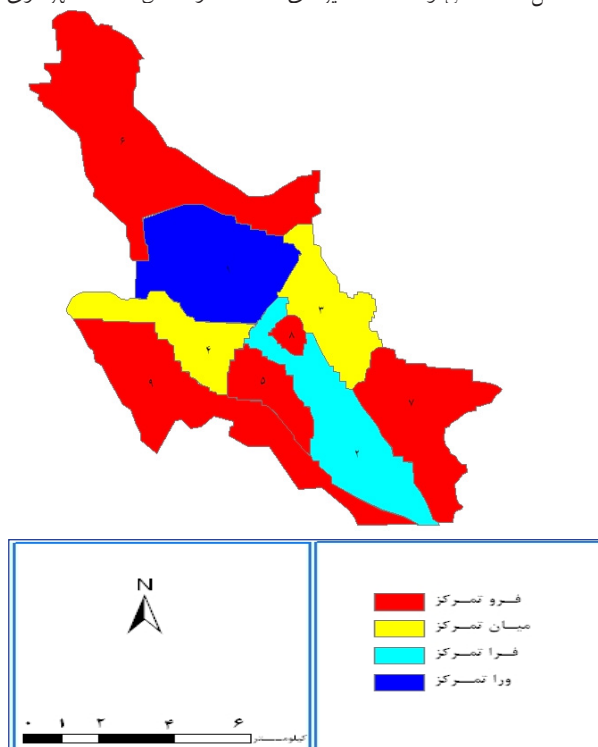 ۶
۳
۸
۴
۵
۹
۷
۲
N
فرو تمرکز
میان تمرکز
فرا تمرکز
ورا تمرکز
۰ ۱ ۲ ۴ ۶
کیلومستر